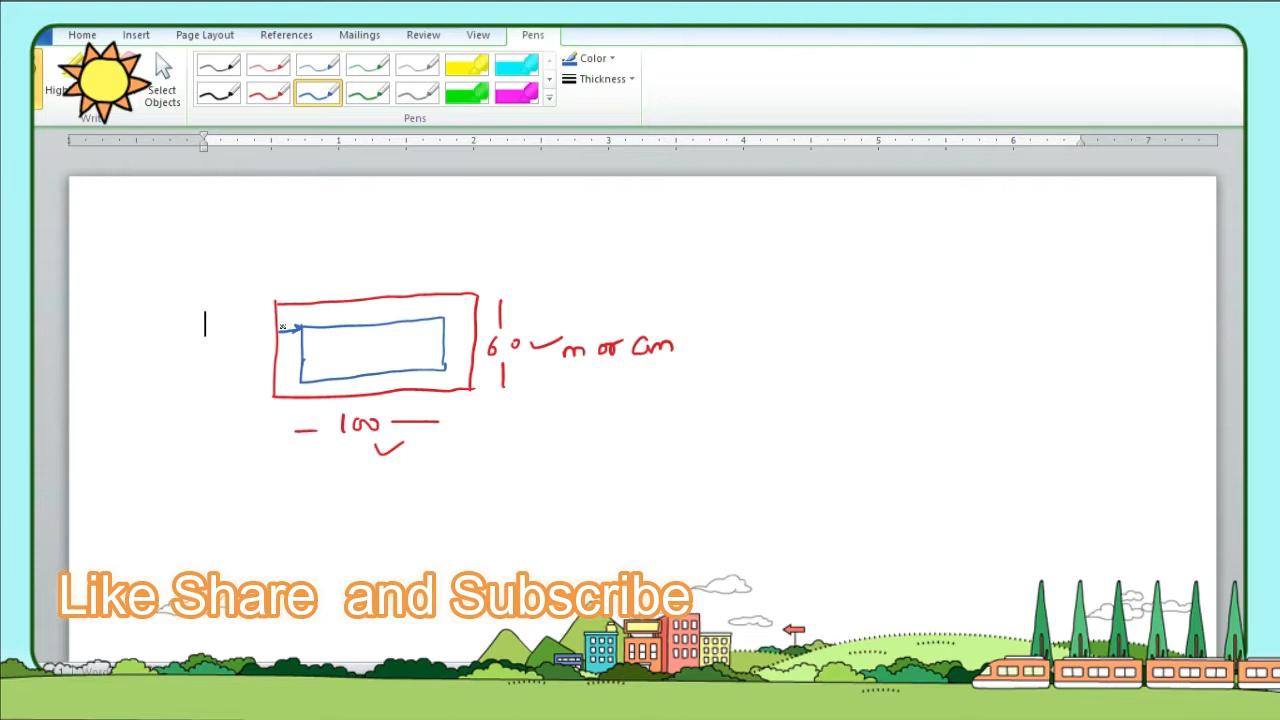 Home Insert Page Layout References Mailings Review View Pens
Color
Thickness
Select
Objects
Pens
1 1 2 3 4 5 6 7
60 m or cm
100
Like Share and Subscribe